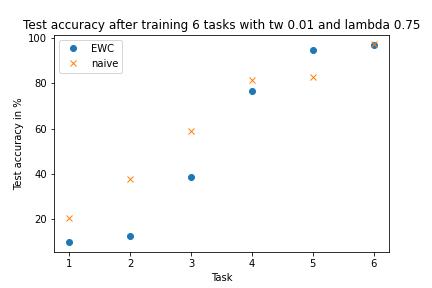 Test accuracy after training 6 tasks with tw 0.01 and lambda 0.75
100
80
60
40
20
Test accuracy in %
EWC
naive
1 2 3 4 5 6
Task